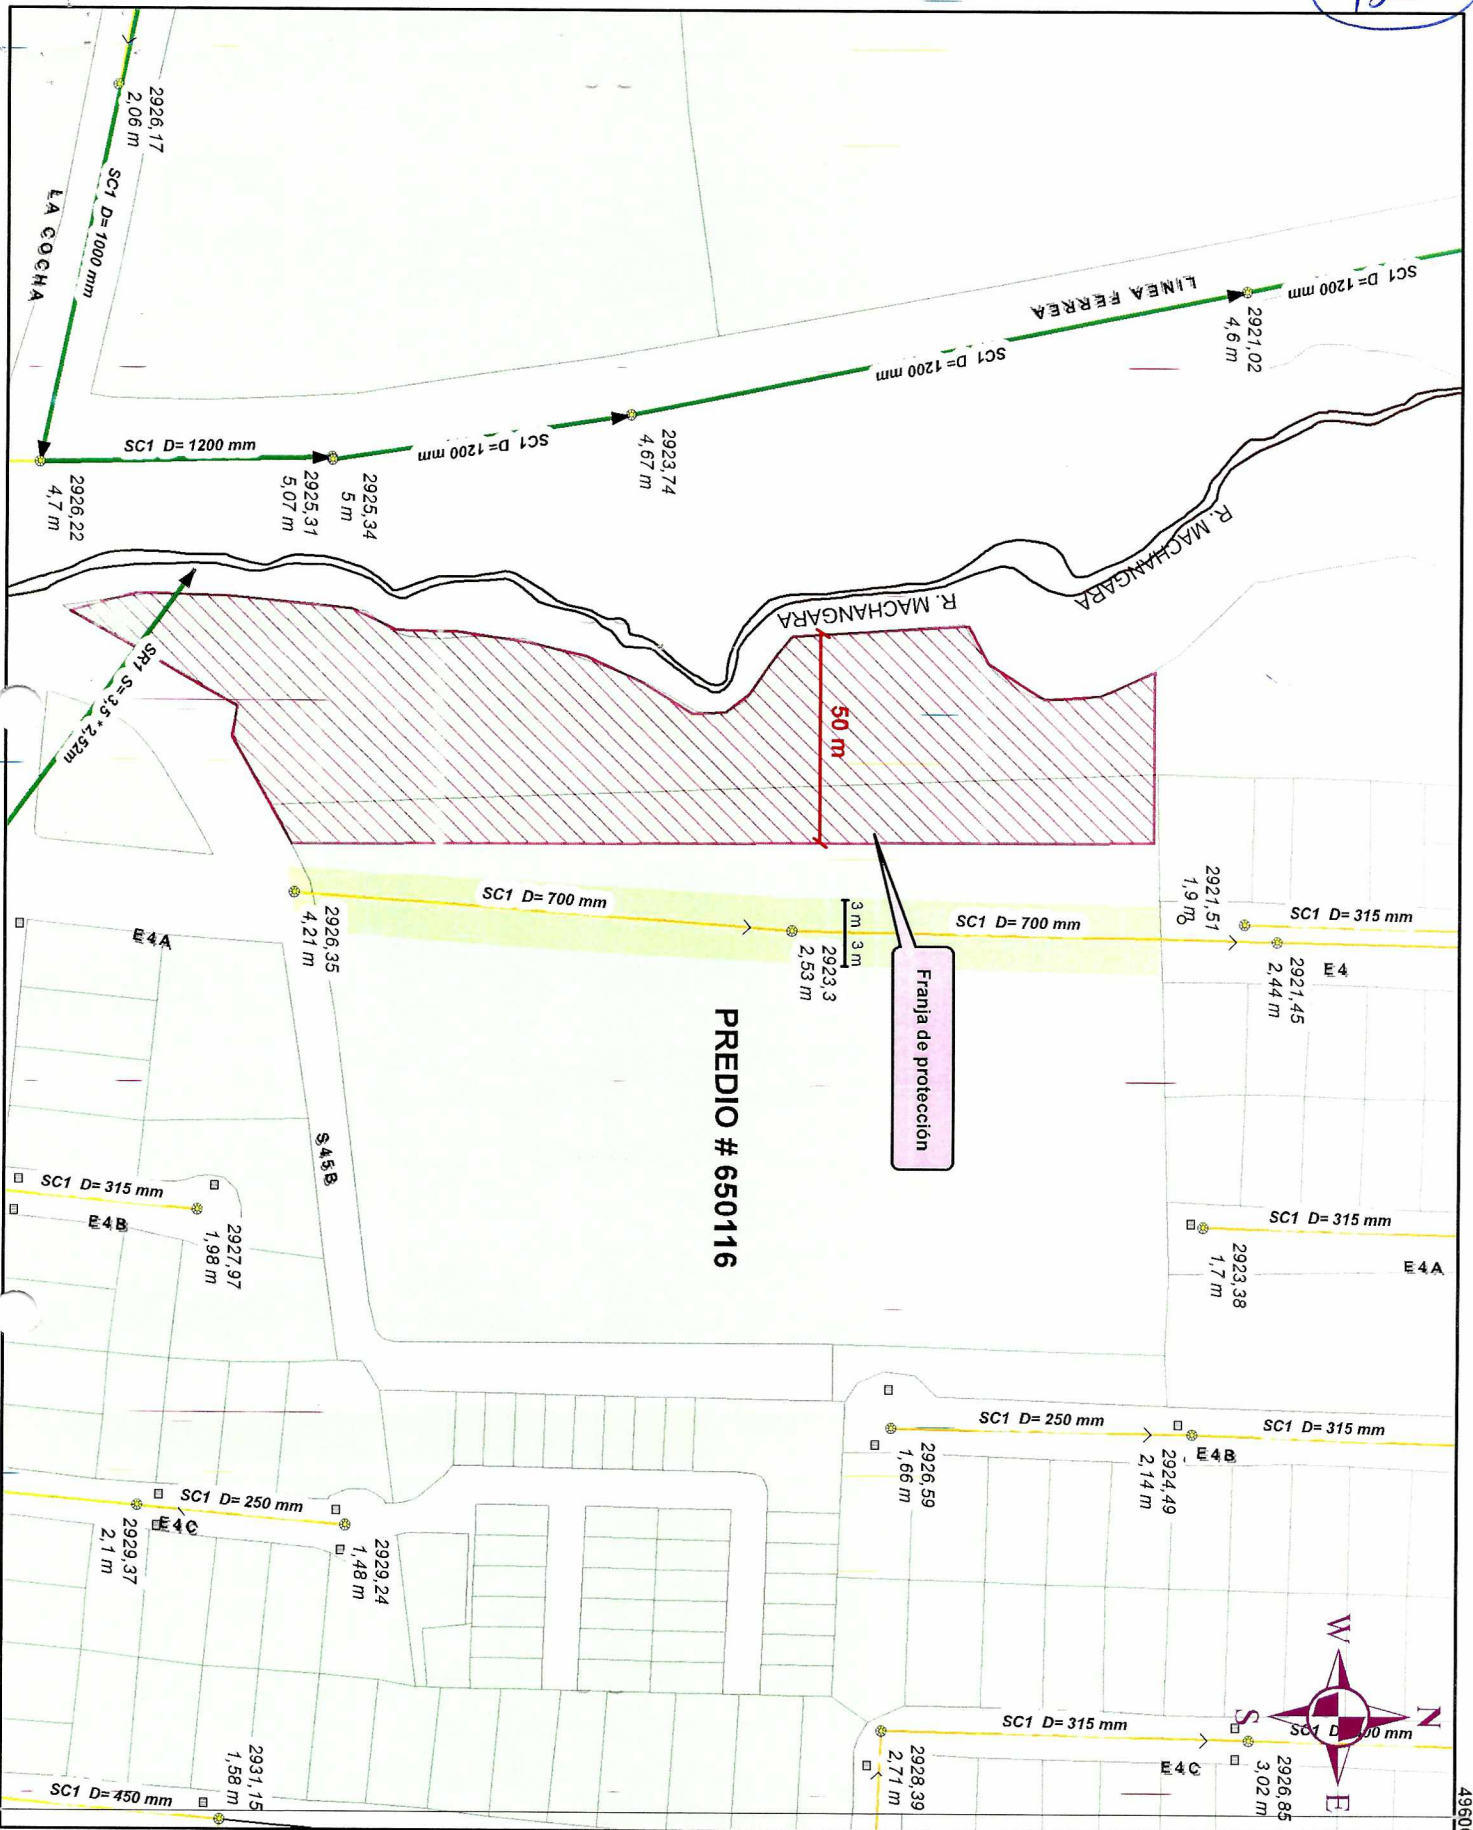 2926,17
2,06 m
SC1 D= 1000 mm
LA COCHA
SC1 D= 1200 mm
2926,22
4,7 m
2925,34
5 m
2925,31
5,07 m
SC1 D= 1200 mm
2923,74
4,67 m
SC1 D= 1200 mm
LINEA FERREA
2921,02
4,6 m
SC1 D= 1200 mm
R. MACHANGARA
R. MACHANGARA
SR1 S= 3,5 * 2,52m
50 m
SC1 D= 700 mm
2926,35
4,21 m
3 m 3 m
2923,3
2,53 m
SC1 D= 700 mm
2921,51
1,9 m
SC1 D= 315 mm
2921,45
2,44 m
E4
Franja de protección
PREDIO # 650116
E4A
S45B
SC1 D= 315 mm
E4B
2927,97
1,98 m
SC1 D= 315 mm
2923,38
1,7 m
E4A
SC1 D= 250 mm
2926,59
1,66 m
2924,49
2,14 m
E4B
SC1 D= 315 mm
SC1 D= 250 mm
E4C
2929,37
2,1 m
2929,24
1,48 m
SC1 D= 315 mm
2928,39
2,71 m
E4C
2926,85
3,02 m
N
W
S
E
SC1 D= 450 mm
2931,15
1,58 m